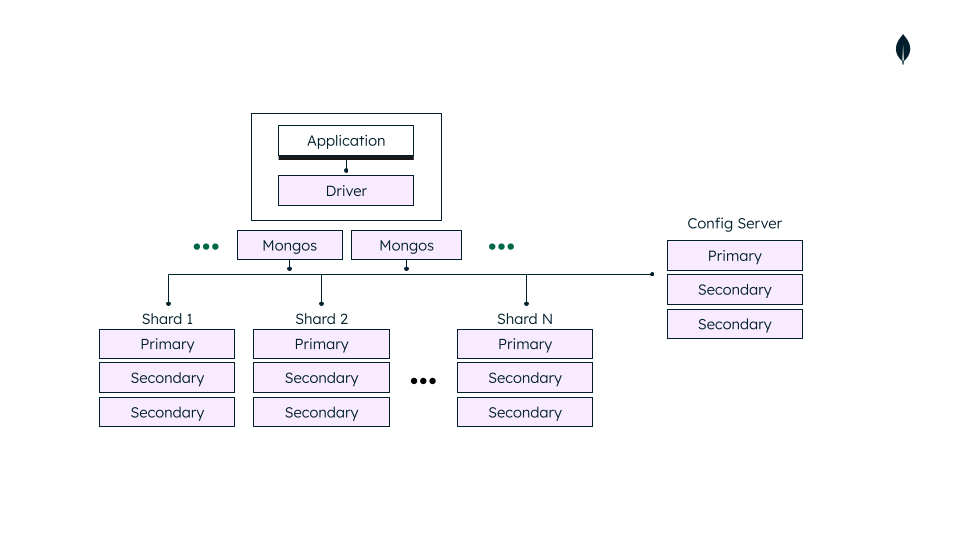 Application
Driver
Mongos
Mongos
Config Server
Primary
Secondary
Secondary
Shard 1
Primary
Secondary
Secondary
Shard 2
Primary
Secondary
Secondary
Shard N
Primary
Secondary
Secondary